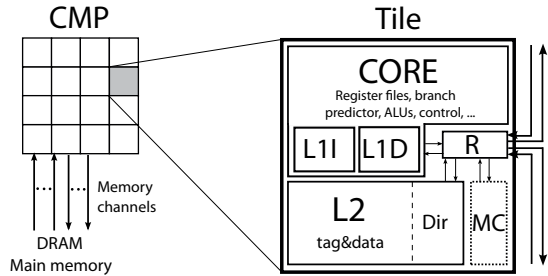 CMP
Tile
CORE
Register files, branch
predictor, ALUs, control, ...
L1I
L1D
R
L2
tag&data
Dir
MC
...
...
Memory
channels
DRAM
Main memory